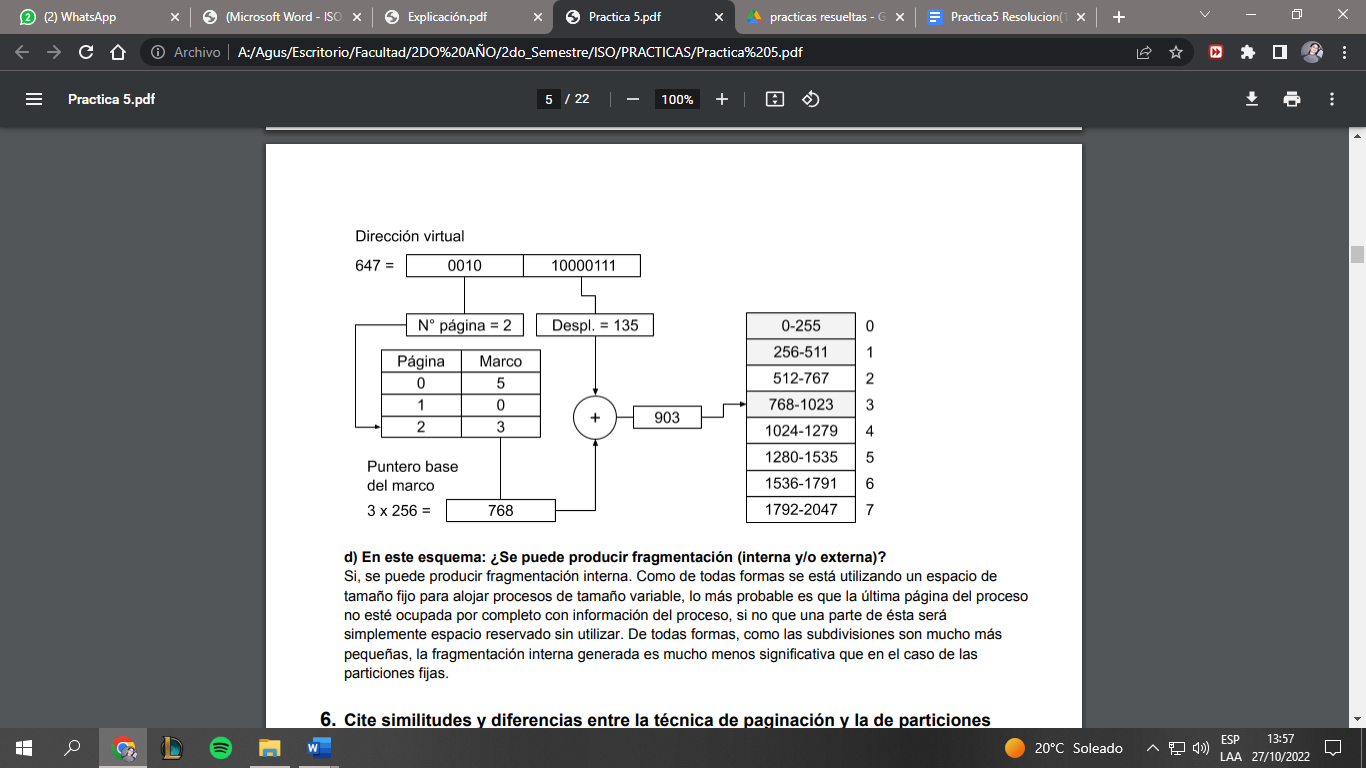 (2) WhatsApp
(Microsoft Word - ISO
Explicación.pdf
Practica 5.pdf
practicas resueltas - G
Practica5 Resolucion(1
Archivo
A:/Agus/Escritorio/Facultad/2DO%20AÑO/2do_Semestre/ISO/PRACTICAS/Practica%205.pdf
Practica 5.pdf
5 / 22
100%
Dirección virtual
647 = 0010 10000111
N° página = 2 Despl. = 135
Página Marco
0 5
1 0
2 3
+
903
0-255 0
256-511 1
512-767 2
768-1023 3
1024-1279 4
1280-1535 5
1536-1791 6
1792-2047 7
Puntero base
del marco
3 x 256 = 768
d) En este esquema: ¿Se puede producir fragmentación (interna y/o externa)?
Si, se puede producir fragmentación interna. Como de todas formas se está utilizando un espacio de
tamaño fijo para alojar procesos de tamaño variable, lo más probable es que la última página del proceso
no esté ocupada por completo con información del proceso, si no que una parte de ésta será
simplemente espacio reservado sin utilizar. De todas formas, como las subdivisiones son mucho más
pequeñas, la fragmentación interna generada es mucho menos significativa que en el caso de las
particiones fijas.
6. Cite similitudes y diferencias entre la técnica de paginación y la de particiones
20°C Soleado
ESP
LAA
13:57
27/10/2022